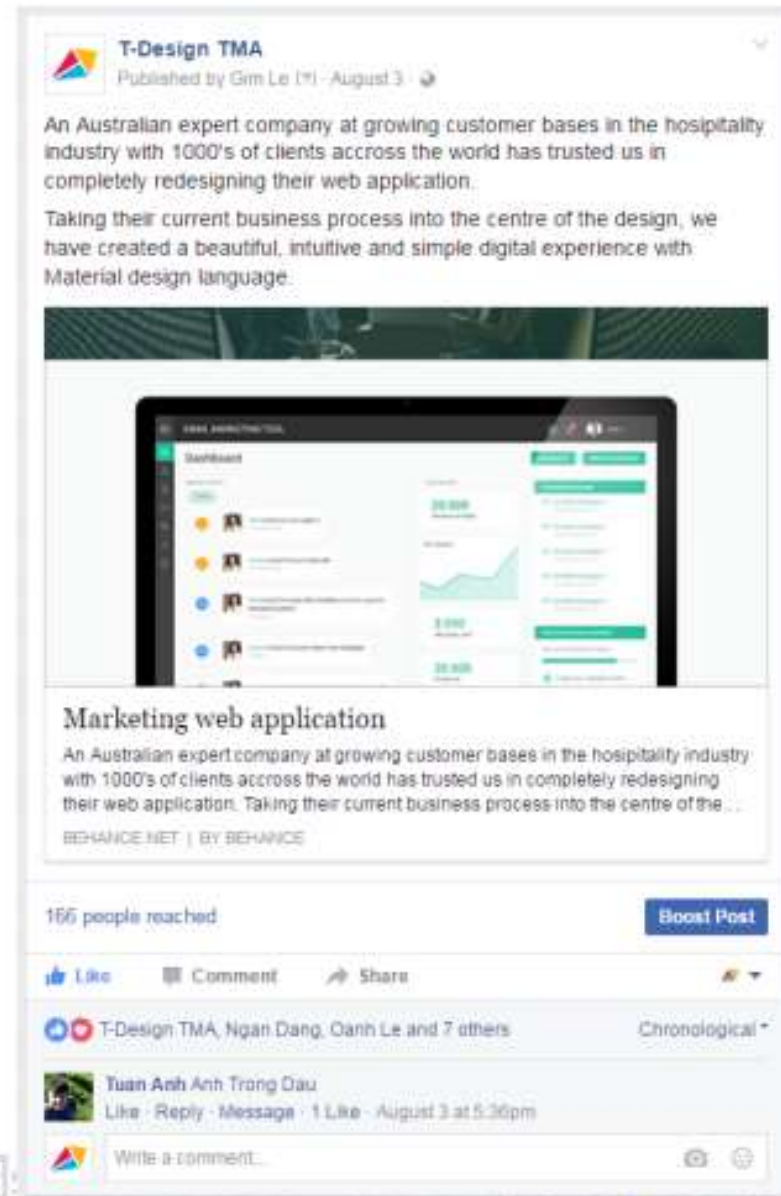 T-Design TMA
Published by Gim Le [?] · August 3 ·
An Australian expert company at growing customer bases in the hosipitality
industry with 1000's of clients accross the world has trusted us in
completely redesigning their web application.
Taking their current business process into the centre of the design, we
have created a beautiful, intuitive and simple digital experience with
Material design language.
EMAIL MARKETING TOOL
Dashboard
Marketing web application
An Australian expert company at growing customer bases in the hosipitality industry
with 1000's of clients accross the world has trusted us in completely redesigning
their web application. Taking their current business process into the centre of the ...
BEHANCE.NET | BY BEHANCE
166 people reached
Boost Post
Like Comment Share
T-Design TMA, Ngan Dang, Oanh Le and 7 others
Chronological
Tuan Anh Anh Trong Dau
Like · Reply · Message · 1 Like · August 3 at 5:36pm
Write a comment...